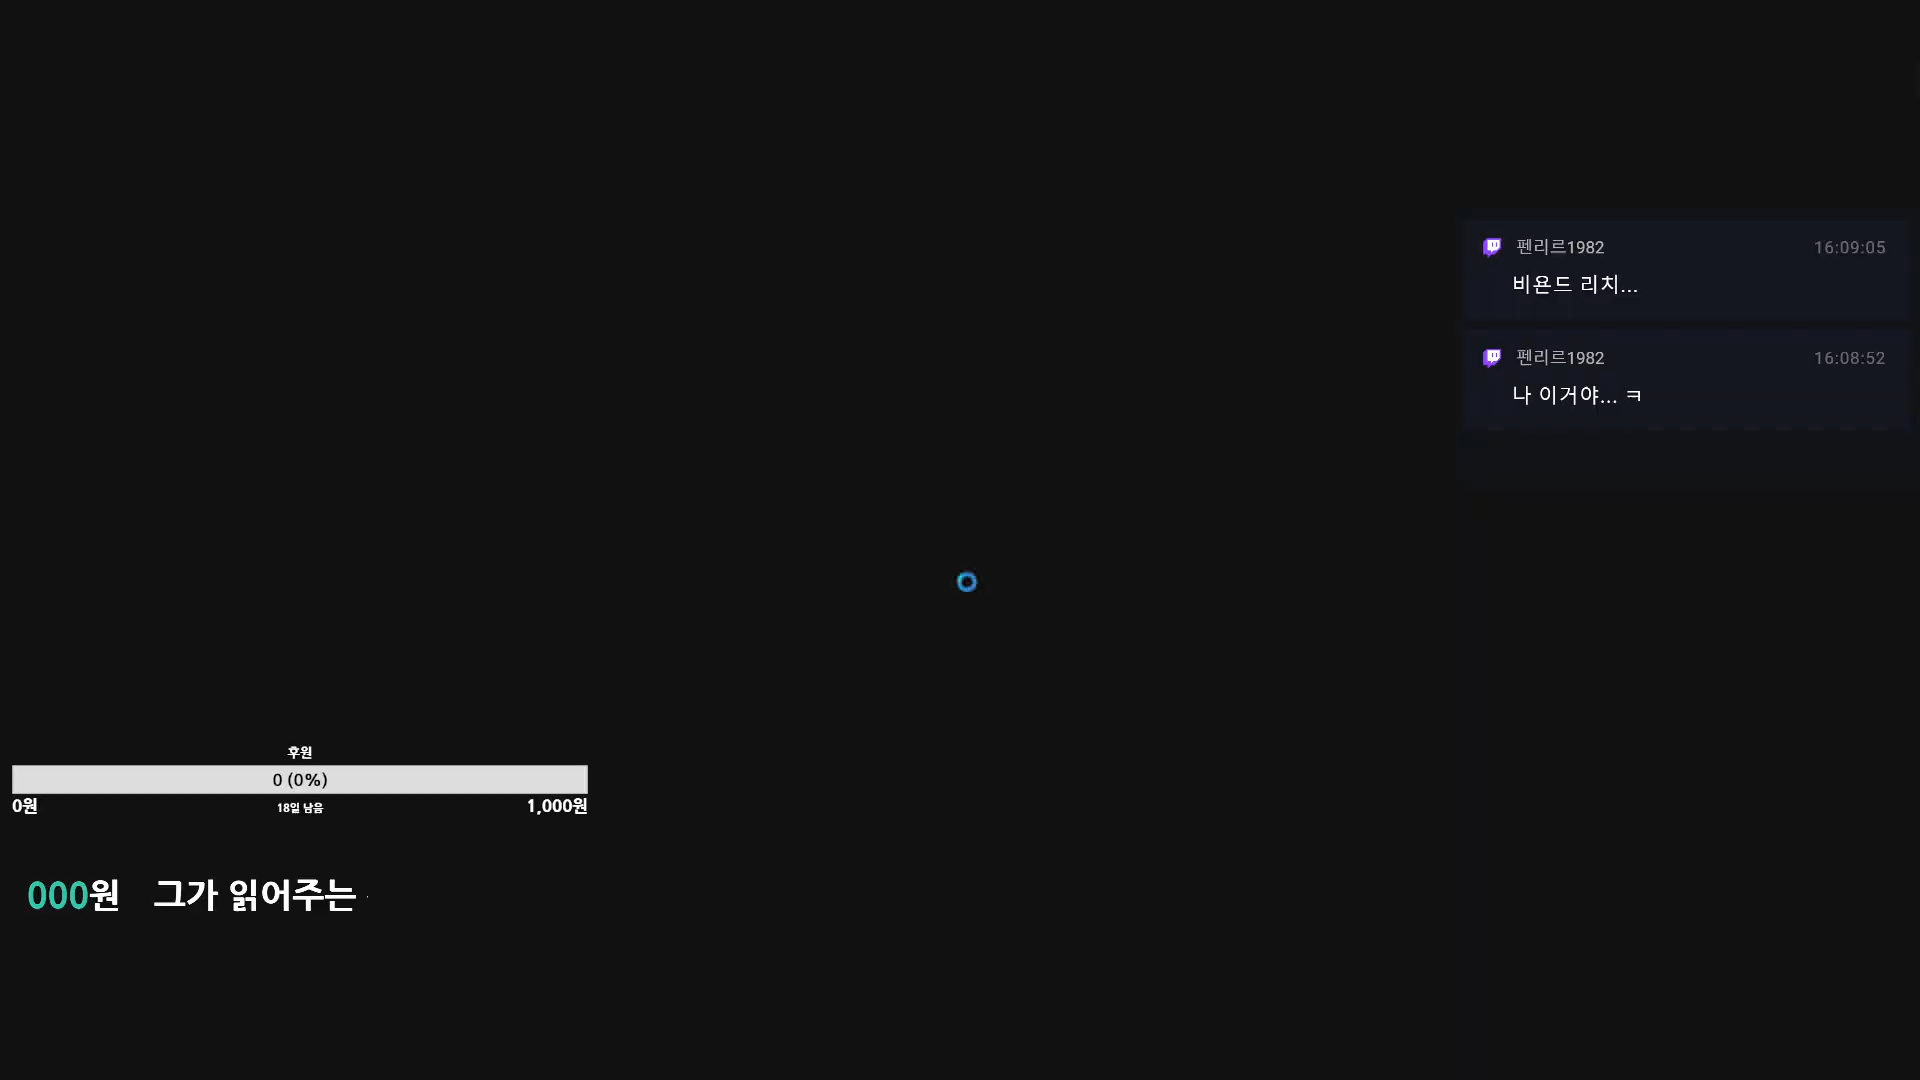 펜리르1982 16:09:05
비욘드 리치...
펜리르1982 16:08:52
나 이거야... ㅋ
후원
0 (0%)
0원 18일 남음 1,000원
000원 그가 읽어주는